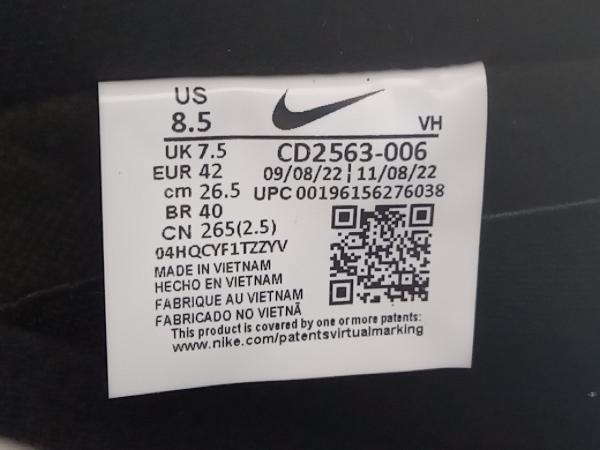 US
8.5
VH
UK 7.5
CD2563-006
EUR 42
09/08/22 | 11/08/22
cm 26.5
UPC 00196156276038
BR 40
CN 265(2.5)
04HQCYF1TZZYV
MADE IN VIETNAM
HECHO EN VIETNAM
FABRIQUE AU VIETNAM
FABRICADO NO VIETNÃ
This product is covered by one or more patents:
www.nike.com/patentsvirtualmarking